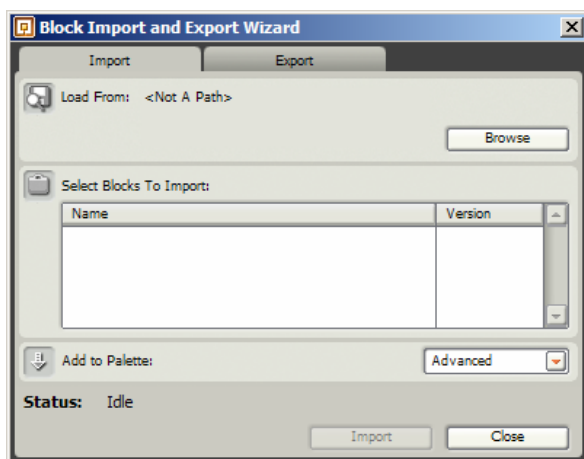 Block Import and Export Wizard
Import Export
Load From: <Not A Path>
Browse
Select Blocks To Import:
Name Version
Add to Palette: Advanced
Status: Idle
Import Close